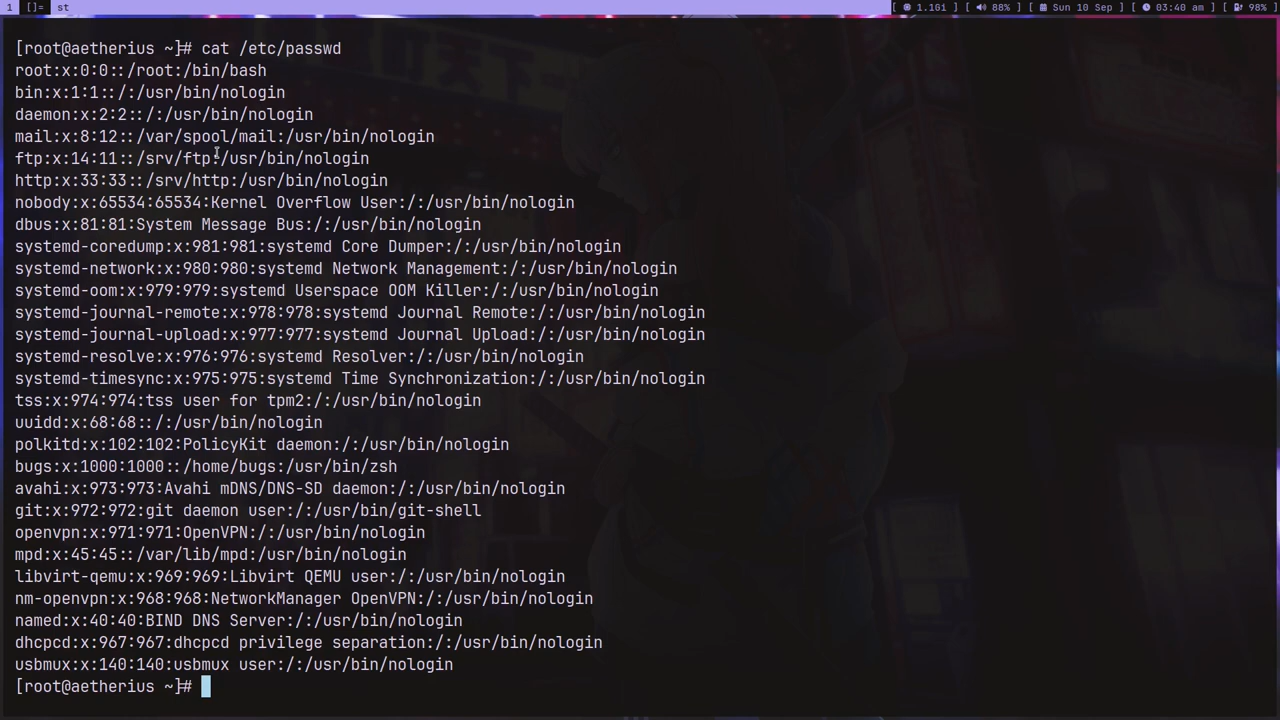 1 []= st [ 1.1Gi ] [ 88% ] [ Sun 10 Sep ] [ 03:40 am ] [ 98% ]
[root@aetherius ~]# cat /etc/passwd
root:x:0:0::/root:/bin/bash
bin:x:1:1::/:/usr/bin/nologin
daemon:x:2:2::/:/usr/bin/nologin
mail:x:8:12::/var/spool/mail:/usr/bin/nologin
ftp:x:14:11::/srv/ftp:/usr/bin/nologin
http:x:33:33::/srv/http:/usr/bin/nologin
nobody:x:65534:65534:Kernel Overflow User:/:/usr/bin/nologin
dbus:x:81:81:System Message Bus:/:/usr/bin/nologin
systemd-coredump:x:981:981:systemd Core Dumper:/:/usr/bin/nologin
systemd-network:x:980:980:systemd Network Management:/:/usr/bin/nologin
systemd-oom:x:979:979:systemd Userspace OOM Killer:/:/usr/bin/nologin
systemd-journal-remote:x:978:978:systemd Journal Remote:/:/usr/bin/nologin
systemd-journal-upload:x:977:977:systemd Journal Upload:/:/usr/bin/nologin
systemd-resolve:x:976:976:systemd Resolver:/:/usr/bin/nologin
systemd-timesync:x:975:975:systemd Time Synchronization:/:/usr/bin/nologin
tss:x:974:974:tss user for tpm2:/:/usr/bin/nologin
uuidd:x:68:68::/:/usr/bin/nologin
polkitd:x:102:102:PolicyKit daemon:/:/usr/bin/nologin
bugs:x:1000:1000::/home/bugs:/usr/bin/zsh
avahi:x:973:973:Avahi mDNS/DNS-SD daemon:/:/usr/bin/nologin
git:x:972:972:git daemon user:/:/usr/bin/git-shell
openvpn:x:971:971:OpenVPN:/:/usr/bin/nologin
mpd:x:45:45::/var/lib/mpd:/usr/bin/nologin
libvirt-qemu:x:969:969:Libvirt QEMU user:/:/usr/bin/nologin
nm-openvpn:x:968:968:NetworkManager OpenVPN:/:/usr/bin/nologin
named:x:40:40:BIND DNS Server:/:/usr/bin/nologin
dhcpcd:x:967:967:dhcpcd privilege separation:/:/usr/bin/nologin
usbmux:x:140:140:usbmux user:/:/usr/bin/nologin
[root@aetherius ~]#